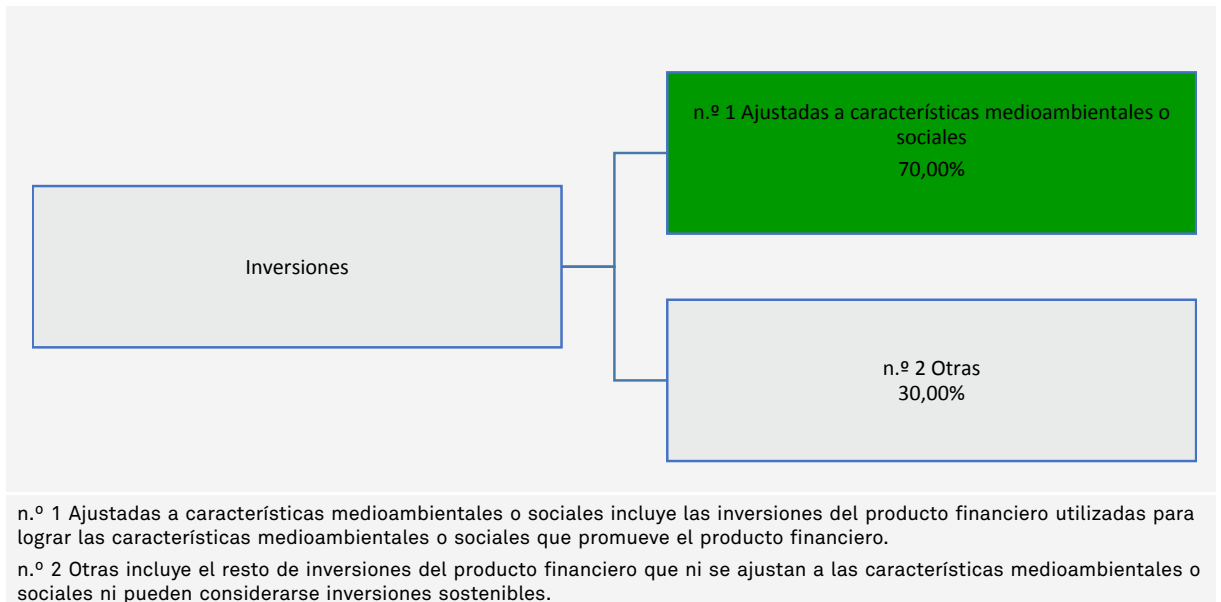 n.º 1 Ajustadas a características medioambientales o
sociales
70,00%
Inversiones
n.º 2 Otras
30,00%
n.º 1 Ajustadas a características medioambientales o sociales incluye las inversiones del producto financiero utilizadas para
lograr las características medioambientales o sociales que promueve el producto financiero.
n.º 2 Otras incluye el resto de inversiones del producto financiero que ni se ajustan a las características medioambientales o
sociales ni pueden considerarse inversiones sostenibles.